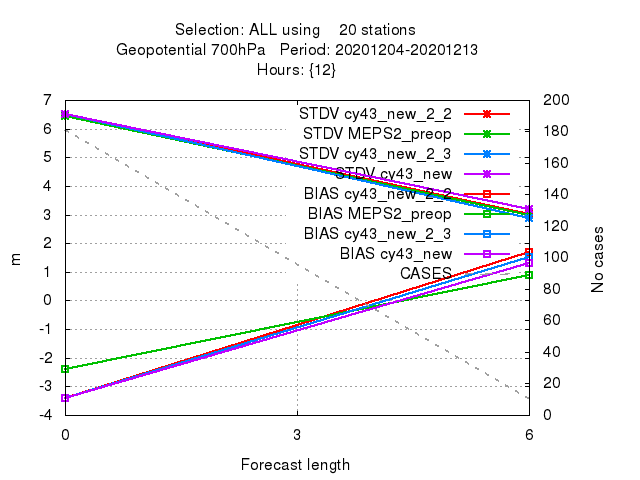 Selection: ALL using    20 stations
Geopotential 700hPa   Period: 20201204-20201213
Hours: {12}
STDV cy43_new_2_2
STDV MEPS2_preop
STDV cy43_new_2_3
STDV cy43_new
BIAS cy43_new_2_2
BIAS MEPS2_preop
BIAS cy43_new_2_3
BIAS cy43_new
CASES
7
6
5
4
3
2
1
0
-1
-2
-3
-4
m
200
180
160
140
120
100
80
60
40
20
0
No cases
0 3 6
Forecast length